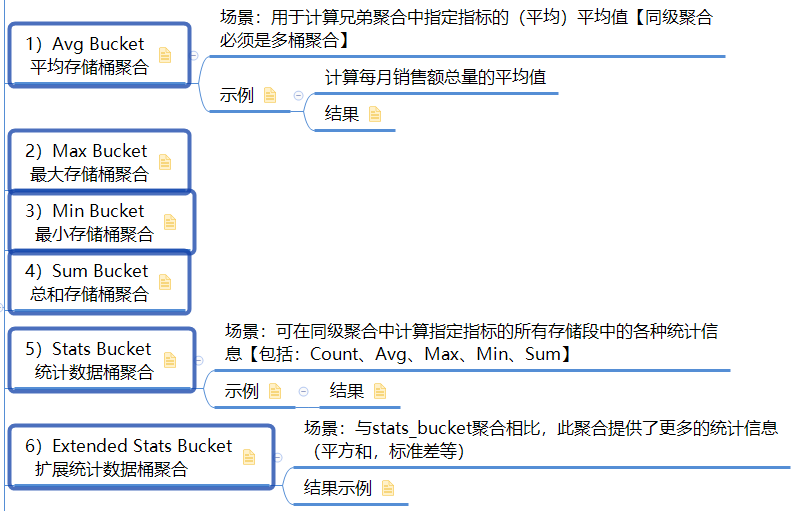 1）Avg Bucket
平均存储桶聚合
场景：用于计算兄弟聚合中指定指标的（平均）平均值【同级聚合
必须是多桶聚合】
示例
计算每月销售额总量的平均值
结果
2）Max Bucket
最大存储桶聚合
3）Min Bucket
最小存储桶聚合
4）Sum Bucket
总和存储桶聚合
5）Stats Bucket
统计数据桶聚合
场景：可在同级聚合中计算指定指标的所有存储段中的各种统计信
息【包括：Count、Avg、Max、Min、Sum】
示例
结果
6）Extended Stats Bucket
扩展统计数据桶聚合
场景：与stats_bucket聚合相比，此聚合提供了更多的统计信息
（平方和，标准差等）
结果示例